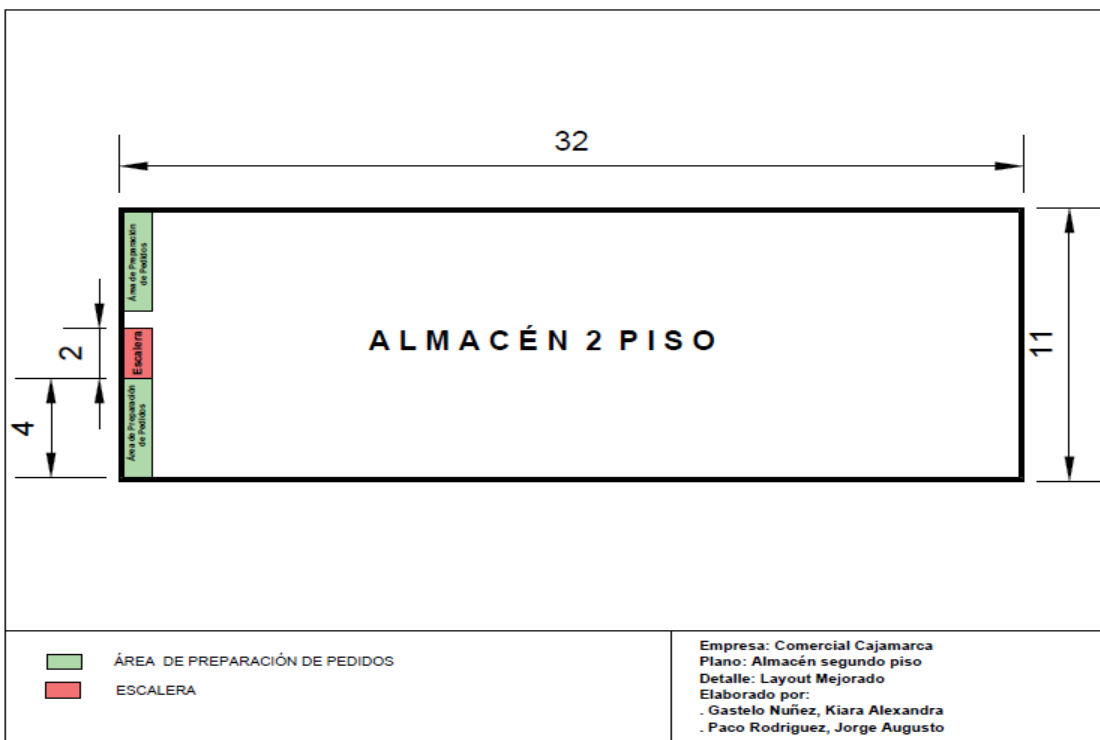 32
Área de Preparación
de Pedidos
2
Escalera
ALMACÉN 2 PISO
11
4
Área de Preparación
de Pedidos
ÁREA DE PREPARACIÓN DE PEDIDOS
ESCALERA
Empresa: Comercial Cajamarca
Plano: Almacén segundo piso
Detalle: Layout Mejorado
Elaborado por:
. Gastelo Nuñez, Kiara Alexandra
. Paco Rodriguez, Jorge Augusto